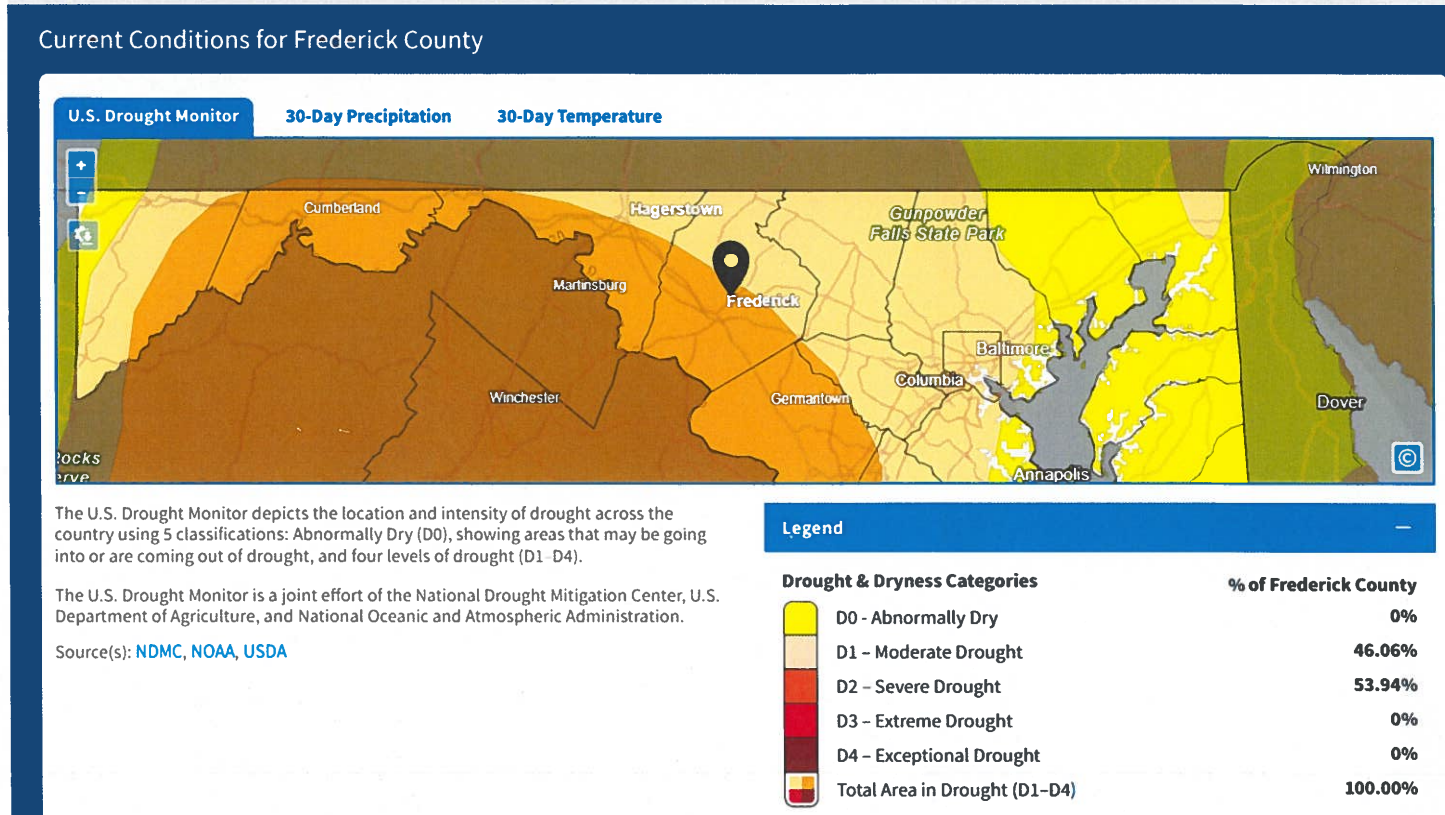 Current Conditions for Frederick County
U.S. Drought Monitor
30-Day Precipitation
30-Day Temperature
+
−
Wilmington
Cumberland
Hagerstown
Gunpowder
Falls State Park
Martinsburg
Frederick
Baltimore
Columbia
Winchester
Germantown
Dover
ocks
erve
Annapolis
©
The U.S. Drought Monitor depicts the location and intensity of drought across the
country using 5 classifications: Abnormally Dry (D0), showing areas that may be going
into or are coming out of drought, and four levels of drought (D1–D4).
The U.S. Drought Monitor is a joint effort of the National Drought Mitigation Center, U.S.
Department of Agriculture, and National Oceanic and Atmospheric Administration.
Source(s): NDMC, NOAA, USDA
Legend −
Drought & Dryness Categories % of Frederick County
D0 - Abnormally Dry 0%
D1 – Moderate Drought 46.06%
D2 – Severe Drought 53.94%
D3 – Extreme Drought 0%
D4 – Exceptional Drought 0%
Total Area in Drought (D1–D4) 100.00%